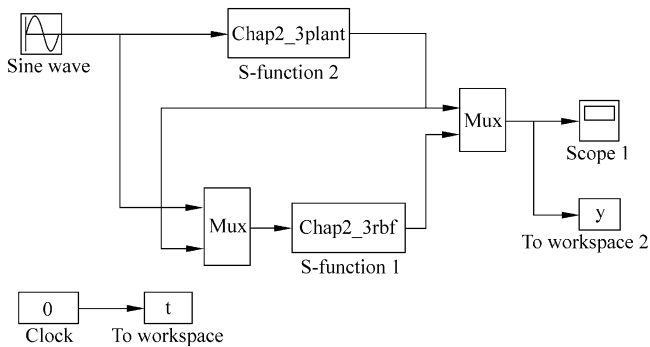 Chap2_3plant
Sine wave
S-function 2
Mux
Scope 1
Mux
Chap2_3rbf
y
To workspace 2
S-function 1
0
t
Clock
To workspace